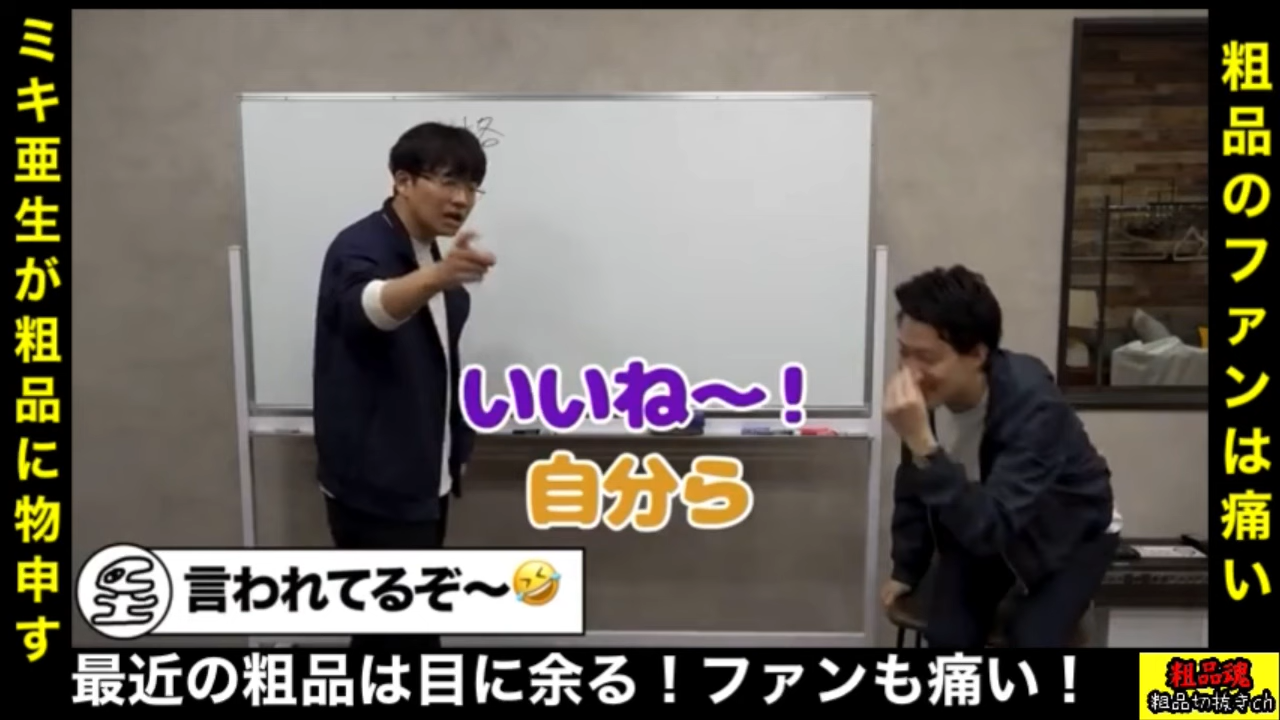 ミキ亜生が粗品に物申す
粗品のファンは痛い
いいね〜！
自分ら
言われてるぞ〜🤣
最近の粗品は目に余る！ファンも痛い！
粗品魂
粗品切抜きch